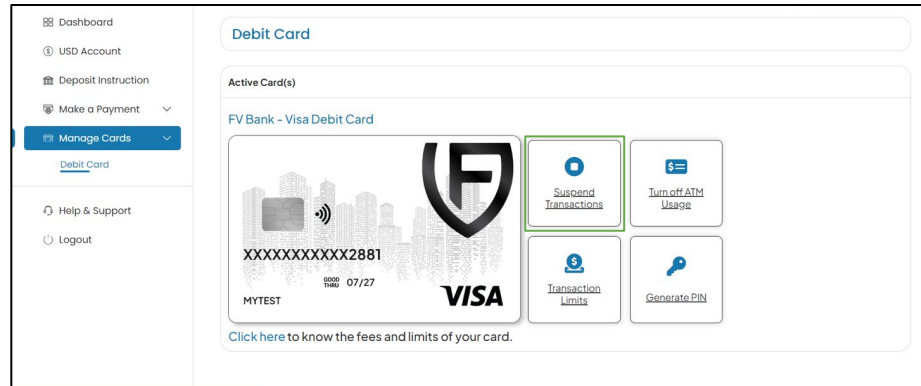 Dashboard
USD Account
Deposit Instruction
Make a Payment
Manage Cards
Debit Card
Help & Support
Logout
Debit Card
Active Card(s)
FV Bank - Visa Debit Card
XXXXXXXXXXXX2881
GOOD
THRU 07/27
MYTEST
VISA
Suspend
Transactions
Turn off ATM
Usage
Transaction
Limits
Generate PIN
Click here to know the fees and limits of your card.